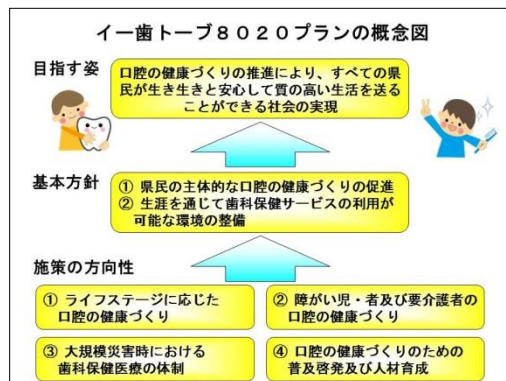 イー歯トーブ８０２０プランの概念図
目指す姿
口腔の健康づくりの推進により、すべての県
民が生き生きと安心して質の高い生活を送る
ことができる社会の実現
基本方針
① 県民の主体的な口腔の健康づくりの促進
② 生涯を通じて歯科保健サービスの利用が
可能な環境の整備
施策の方向性
① ライフステージに応じた
口腔の健康づくり
② 障がい児・者及び要介護者の
口腔の健康づくり
③ 大規模災害時における
歯科保健医療の体制
④ 口腔の健康づくりのための
普及啓発及び人材育成